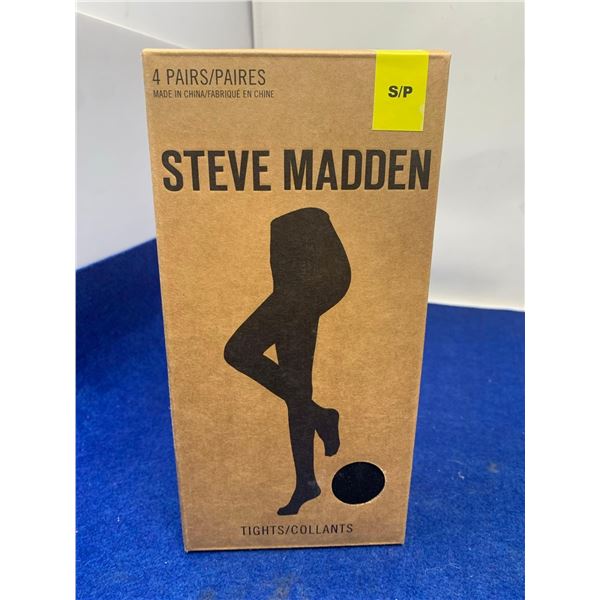 4 PAIRS/PAIRES
MADE IN CHINA/FABRIQUÉ EN CHINE
S/P
STEVE MADDEN
TIGHTS/COLLANTS